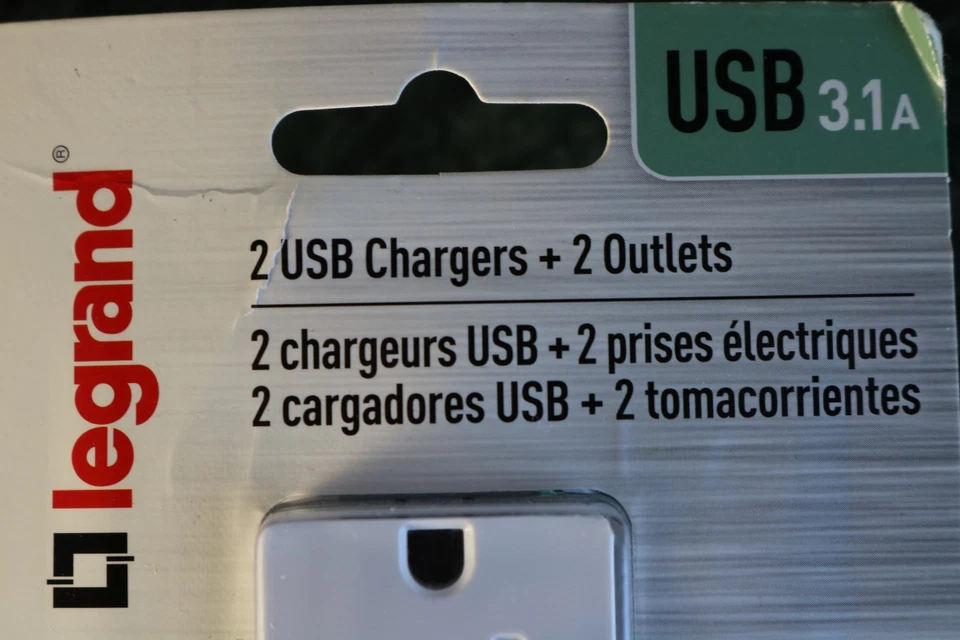 USB 3.1A
legrand®
2 USB Chargers + 2 Outlets
2 chargeurs USB + 2 prises électriques
2 cargadores USB + 2 tomacorrientes